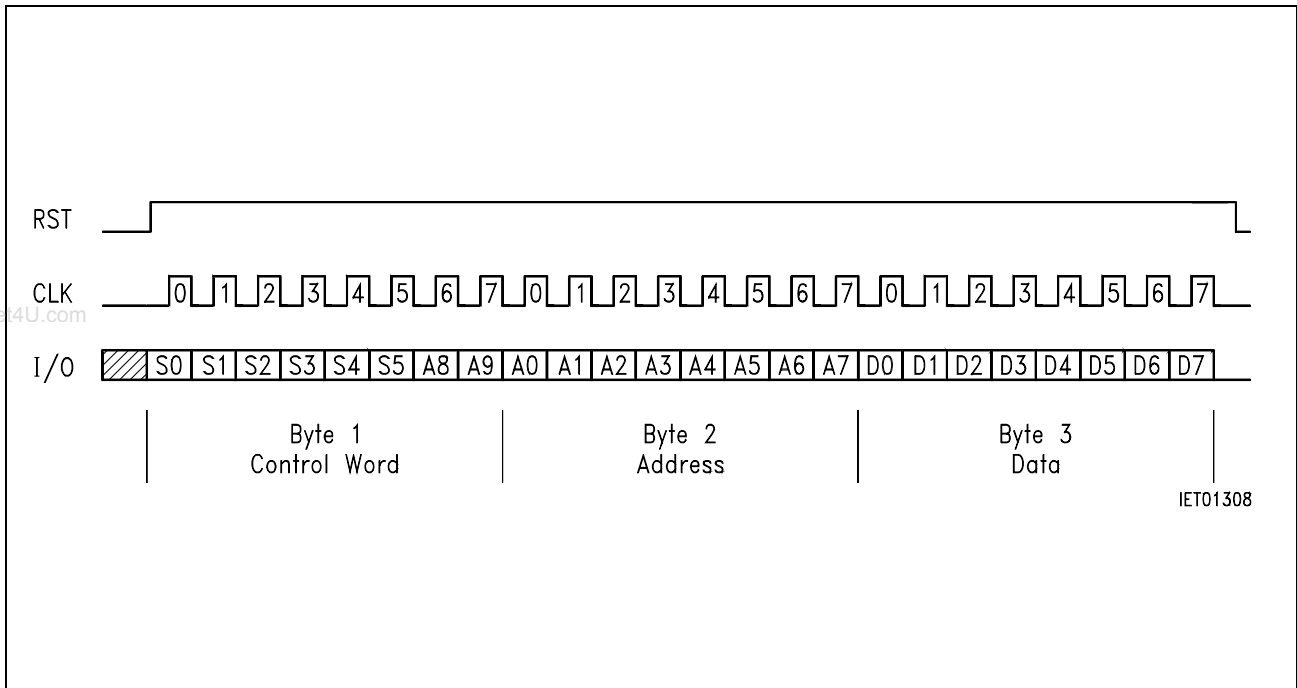 RST
CLK 0 1 2 3 4 5 6 7 0 1 2 3 4 5 6 7 0 1 2 3 4 5 6 7
et4U.com
I/O S0 S1 S2 S3 S4 S5 A8 A9 A0 A1 A2 A3 A4 A5 A6 A7 D0 D1 D2 D3 D4 D5 D6 D7
Byte 1 Byte 2 Byte 3
Control Word Address Data
IET01308